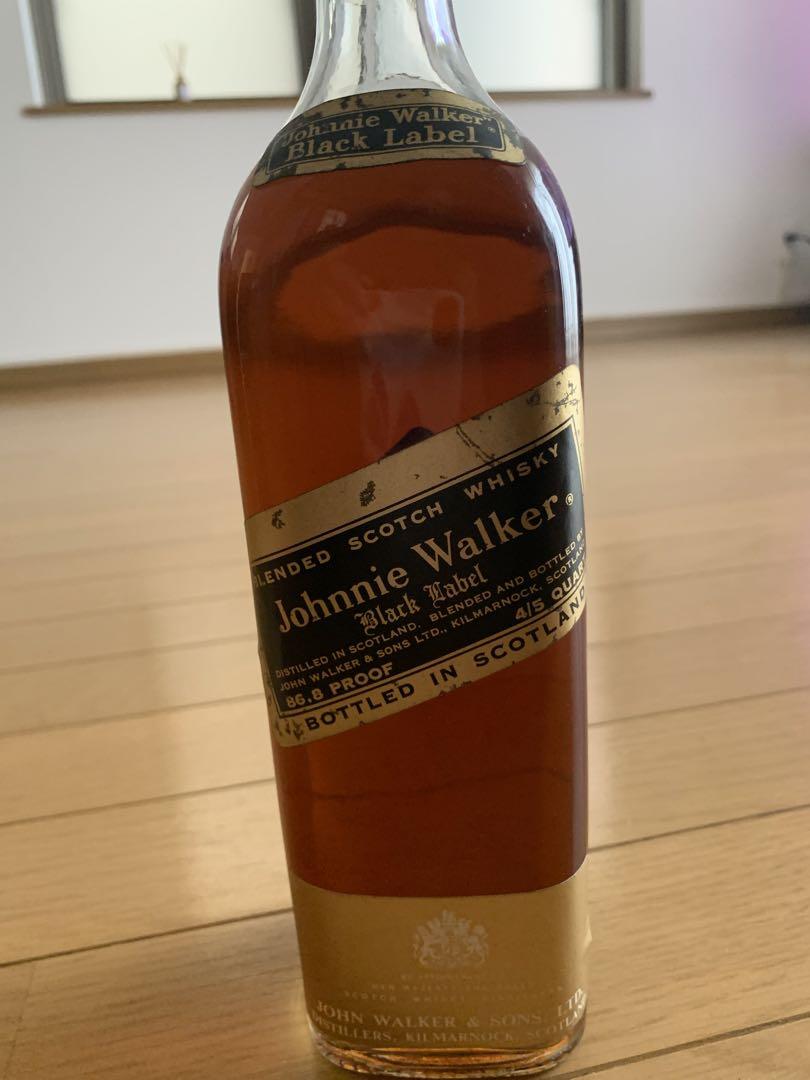 Johnnie Walker
Black Label
BLENDED SCOTCH WHISKY
Johnnie Walker®
Black Label
DISTILLED IN SCOTLAND. BLENDED AND BOTTLED BY
JOHN WALKER & SONS LTD., KILMARNOCK, SCOTLAND
86.8 PROOF 4/5 QUART
BOTTLED IN SCOTLAND
SCOTCH WHISKY
JOHN WALKER & SONS, LTD.
DISTILLERS, KILMARNOCK, SCOTLAND